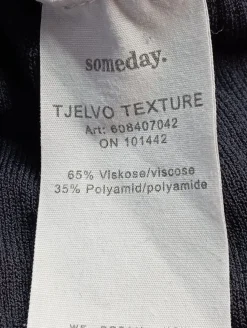 someday.
TJELVO TEXTURE
Art: 608407042
ON 101442
65% Viskose/viscose
35% Polyamid/polyamide